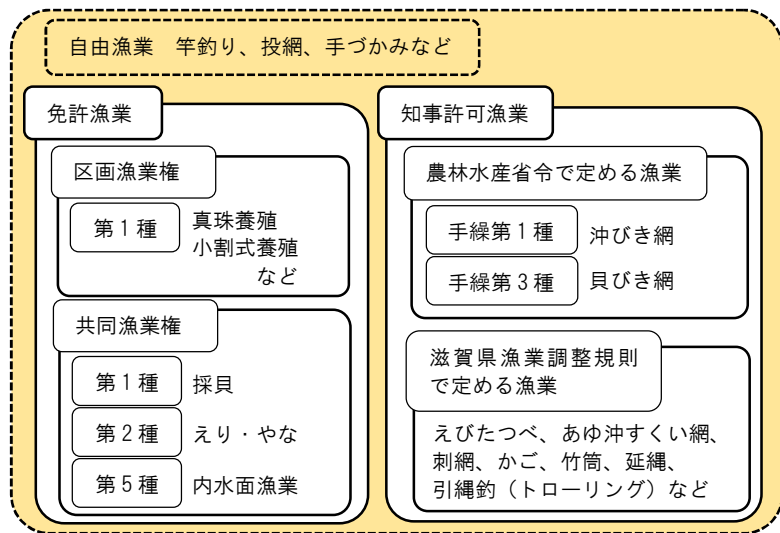 自由漁業　竿釣り、投網、手づかみなど
免許漁業
区画漁業権
第1種　真珠養殖
小割式養殖
など
共同漁業権
第1種　採貝
第2種　えり・やな
第5種　内水面漁業
知事許可漁業
農林水産省令で定める漁業
手繰第1種　沖びき網
手繰第3種　貝びき網
滋賀県漁業調整規則
で定める漁業
えびたつべ、あゆ沖すくい網、
刺網、かご、竹筒、延縄、
引縄釣（トローリング）など